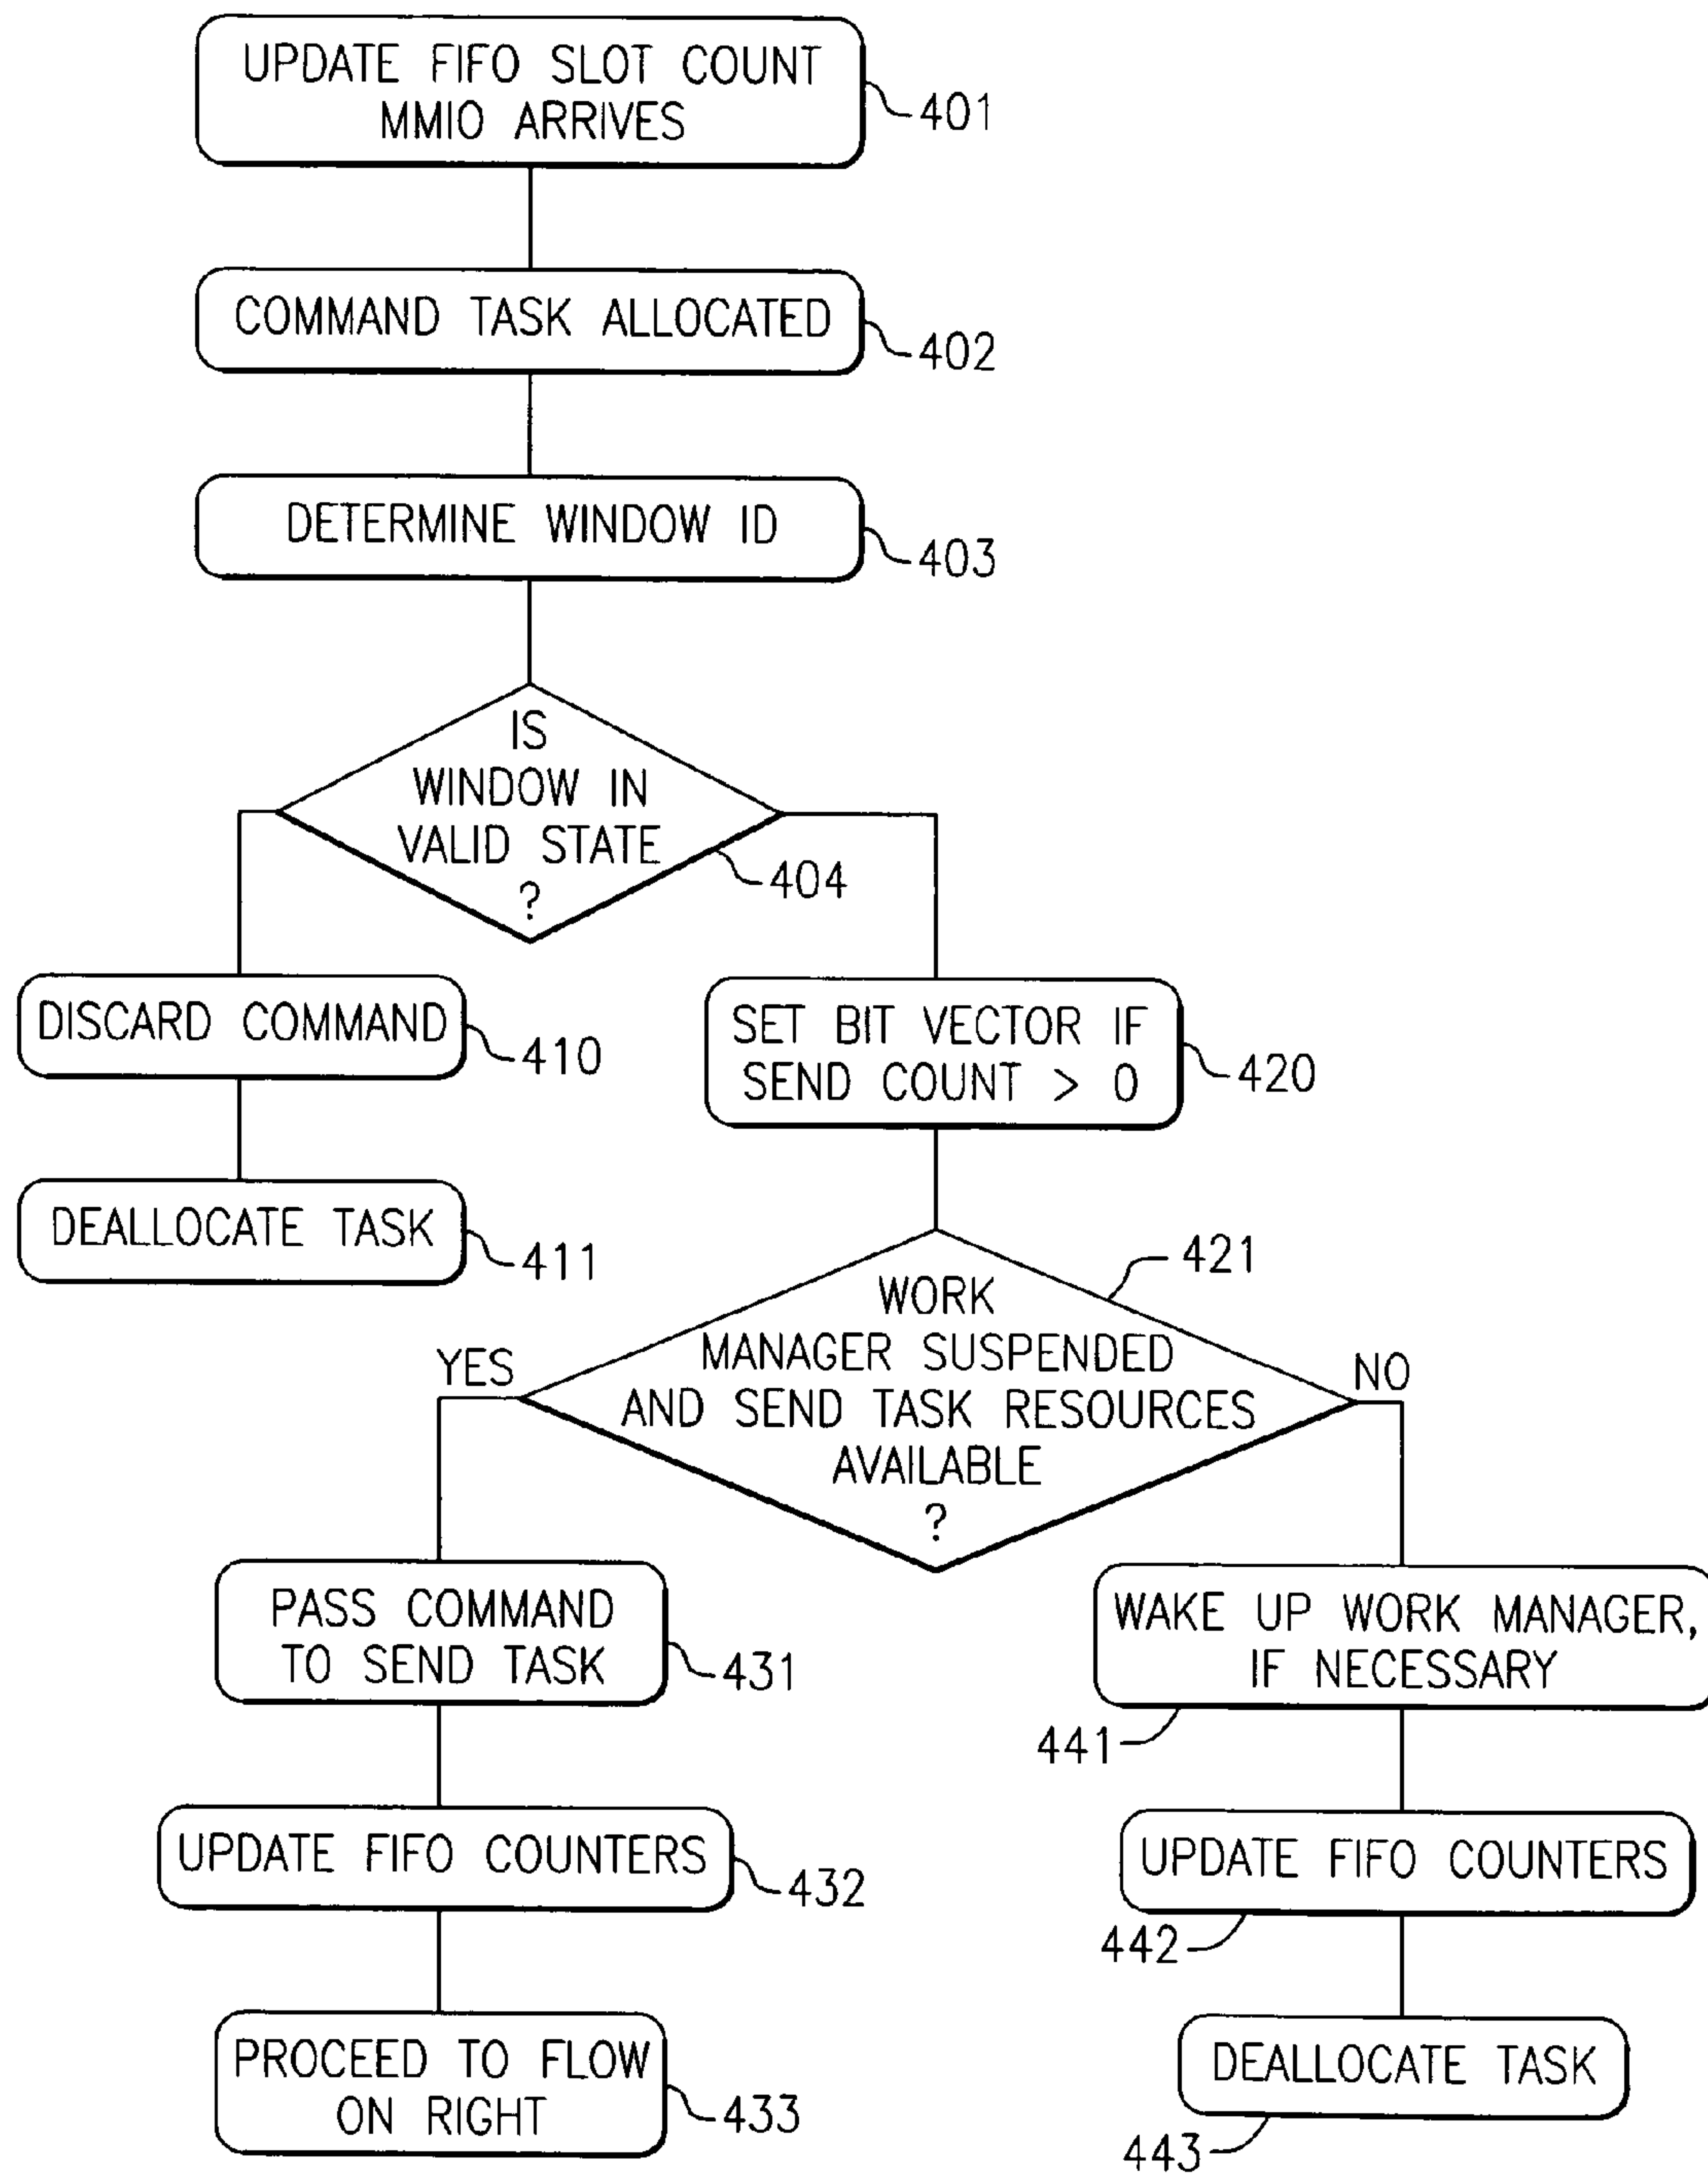 UPDATE FIFO SLOT COUNT
MMIO ARRIVES
401
COMMAND TASK ALLOCATED
402
DETERMINE WINDOW ID
403
IS
WINDOW IN
VALID STATE
?
404
DISCARD COMMAND
410
DEALLOCATE TASK
411
SET BIT VECTOR IF
SEND COUNT > 0
420
421
WORK
MANAGER SUSPENDED
AND SEND TASK RESOURCES
AVAILABLE
?
YES
NO
PASS COMMAND
TO SEND TASK
431
UPDATE FIFO COUNTERS
432
PROCEED TO FLOW
ON RIGHT
433
WAKE UP WORK MANAGER,
IF NECESSARY
441
UPDATE FIFO COUNTERS
442
DEALLOCATE TASK
443